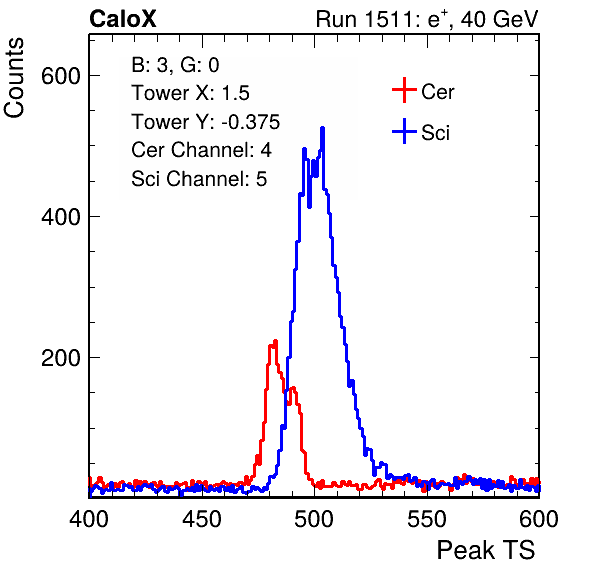 CaloX Run 1511: e+, 40 GeV
B: 3, G: 0
Tower X: 1.5
Tower Y: -0.375
Cer Channel: 4
Sci Channel: 5
Cer
Sci
Counts
600
400
200
400 450 500 550 600
Peak TS